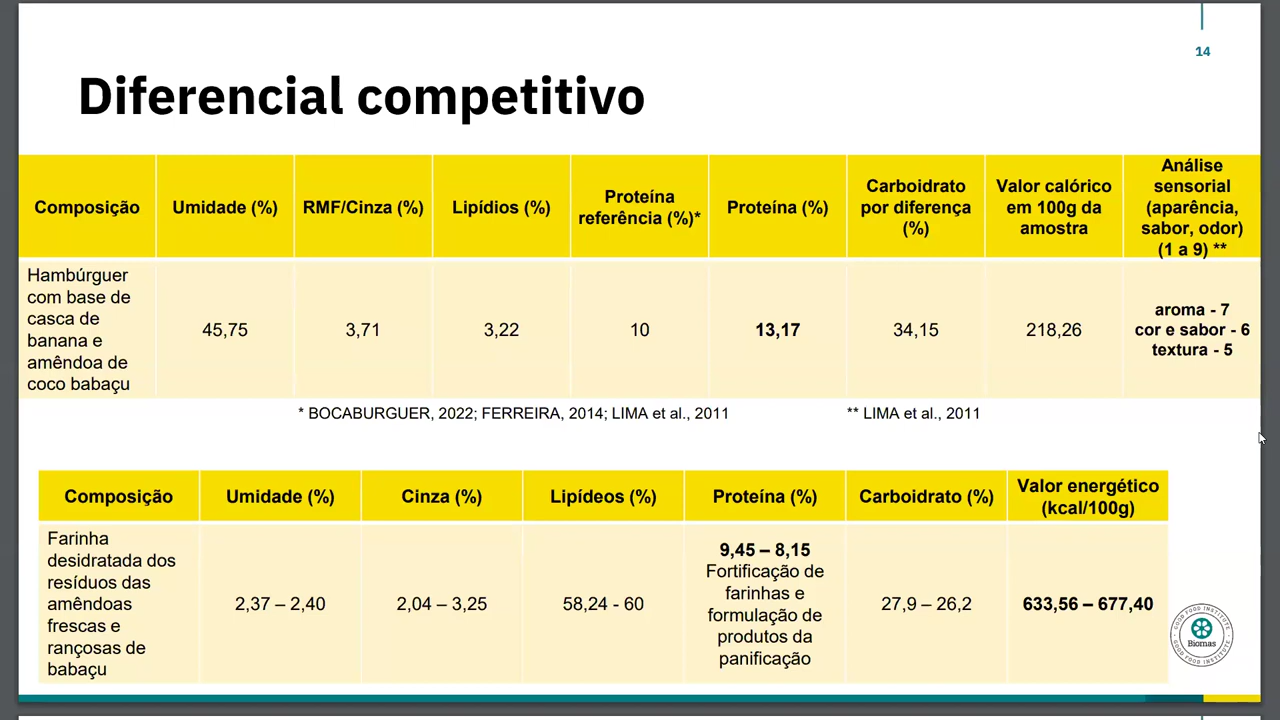 14
Diferencial competitivo
Composição
Umidade (%)
RMF/Cinza (%)
Lipídios (%)
Proteína
referência (%)*
Proteína (%)
Carboidrato
por diferença
(%)
Valor calórico
em 100g da
amostra
Análise
sensorial
(aparência,
sabor, odor)
(1 a 9) **
Hambúrguer
com base de
casca de
banana e
amêndoa de
coco babaçu
45,75
3,71
3,22
10
13,17
34,15
218,26
aroma - 7
cor e sabor - 6
textura - 5
* BOCABURGUER, 2022; FERREIRA, 2014; LIMA et al., 2011
** LIMA et al., 2011
Composição
Umidade (%)
Cinza (%)
Lipídeos (%)
Proteína (%)
Carboidrato (%)
Valor energético
(kcal/100g)
Farinha
desidratada dos
resíduos das
amêndoas
frescas e
rançosas de
babaçu
2,37 – 2,40
2,04 – 3,25
58,24 - 60
9,45 – 8,15
Fortificação de
farinhas e
formulação de
produtos da
panificação
27,9 – 26,2
633,56 – 677,40
GOOD FOOD INSTITUTE
Biomas
GOOD FOOD INSTITUTE